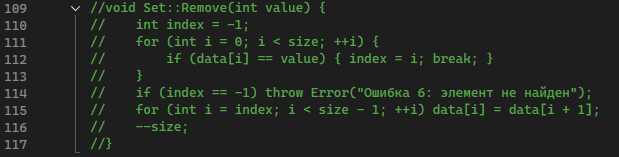 109 //void Set::Remove(int value) {
110 //    int index = -1;
111 //    for (int i = 0; i < size; ++i) {
112 //        if (data[i] == value) { index = i; break; }
113 //    }
114 //    if (index == -1) throw Error("Ошибка 6: элемент не найден");
115 //    for (int i = index; i < size - 1; ++i) data[i] = data[i + 1];
116 //    --size;
117 //}